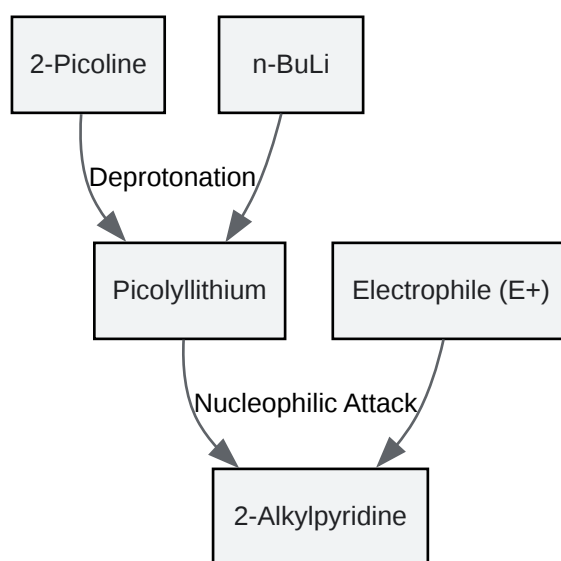 2-Picoline
n-BuLi
Deprotonation
Picolyllithium
Electrophile (E+)
Nucleophilic Attack
2-Alkylpyridine